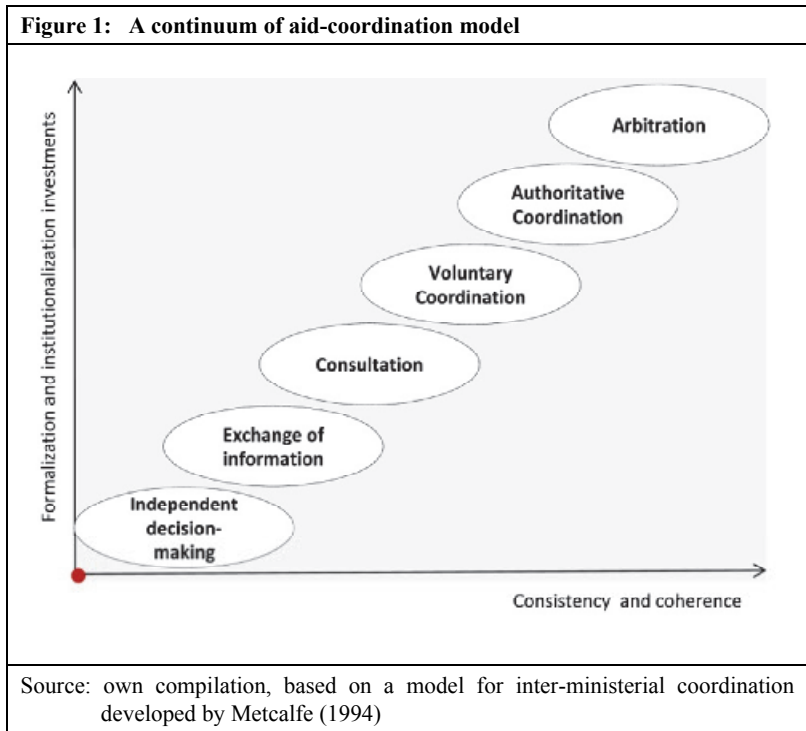 Figure 1: A continuum of aid-coordination model
Formalization and institutionalization investments
Arbitration
Authoritative
Coordination
Voluntary
Coordination
Consultation
Exchange of
information
Independent
decision-
making
Consistency and coherence
Source: own compilation, based on a model for inter-ministerial coordination
developed by Metcalfe (1994)